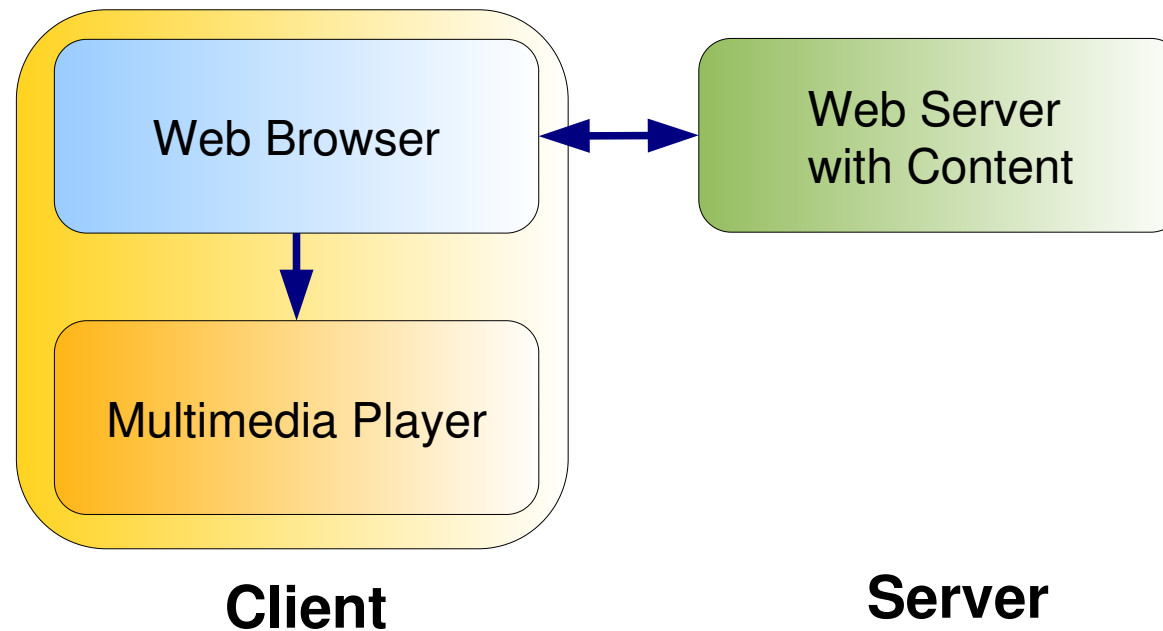 Web Browser
Web Server
with Content
Multimedia Player
Client
Server